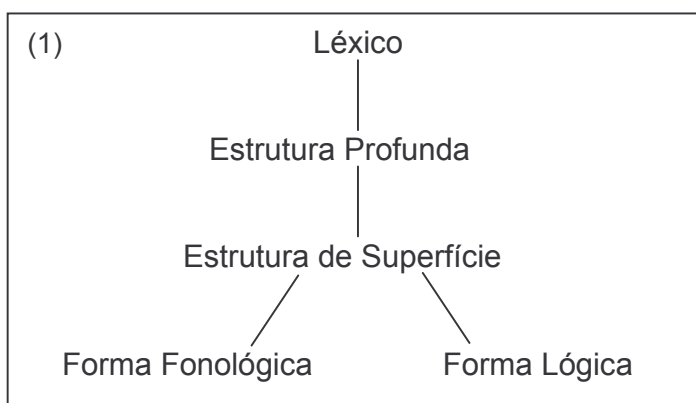 (1) Léxico
Estrutura Profunda
Estrutura de Superfície
Forma Fonológica Forma Lógica